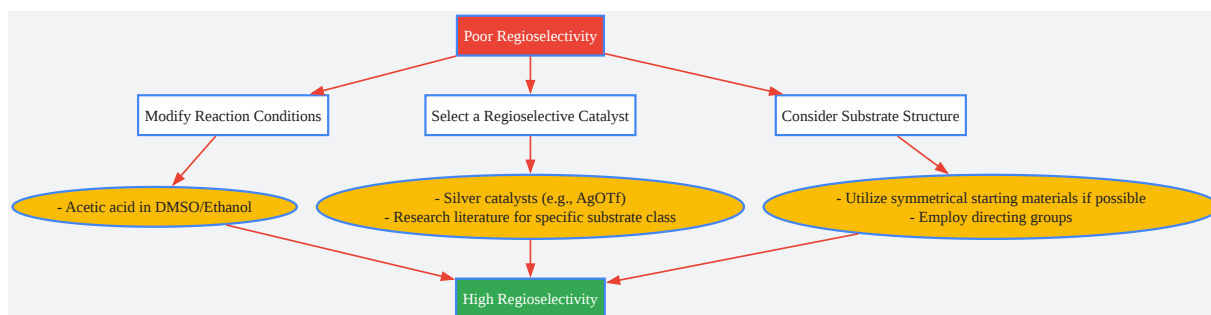 Poor Regioselectivity
Modify Reaction Conditions
Select a Regioselective Catalyst
Consider Substrate Structure
- Acetic acid in DMSO/Ethanol
- Silver catalysts (e.g., AgOTf)
- Research literature for specific substrate class
- Utilize symmetrical starting materials if possible
- Employ directing groups
High Regioselectivity